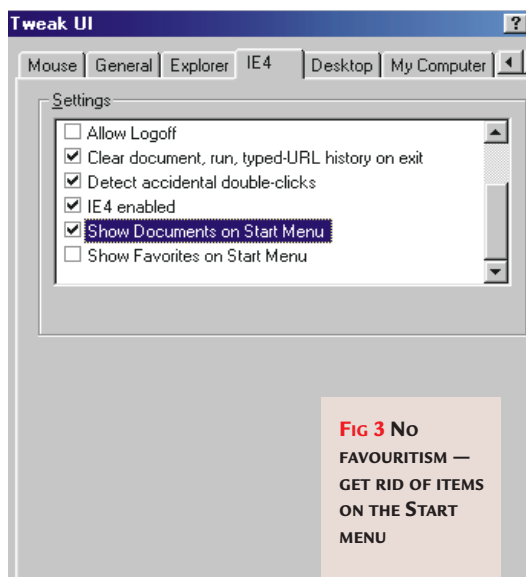 Tweak UI ?
Mouse General Explorer IE4 Desktop My Computer
Settings
Allow Logoff
Clear document, run, typed-URL history on exit
Detect accidental double-clicks
IE4 enabled
Show Documents on Start Menu
Show Favorites on Start Menu
FIG 3 NO
FAVOURITISM —
GET RID OF ITEMS
ON THE START
MENU